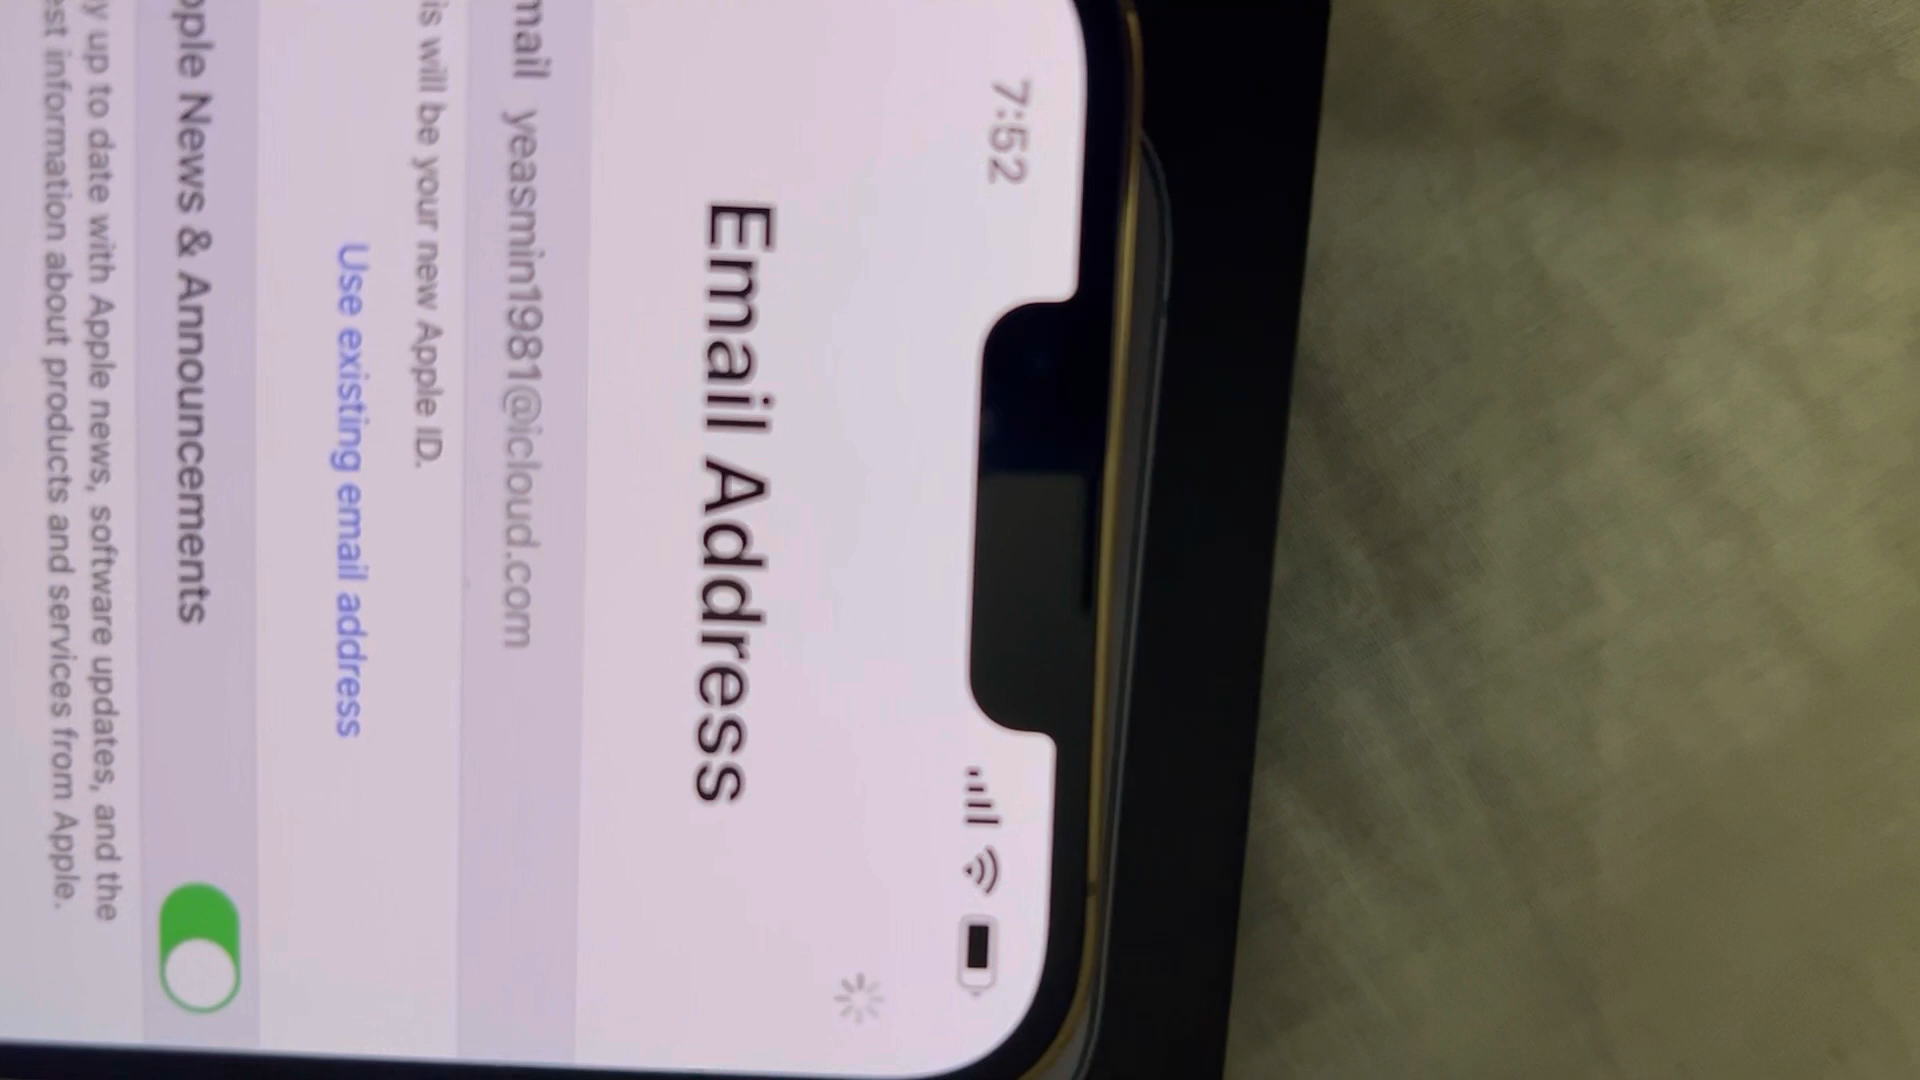 7:52
Email Address
mail yeasmin1981@icloud.com
is will be your new Apple ID.
Use existing email address
pple News & Announcements
y up to date with Apple news, software updates, and the
est information about products and services from Apple.